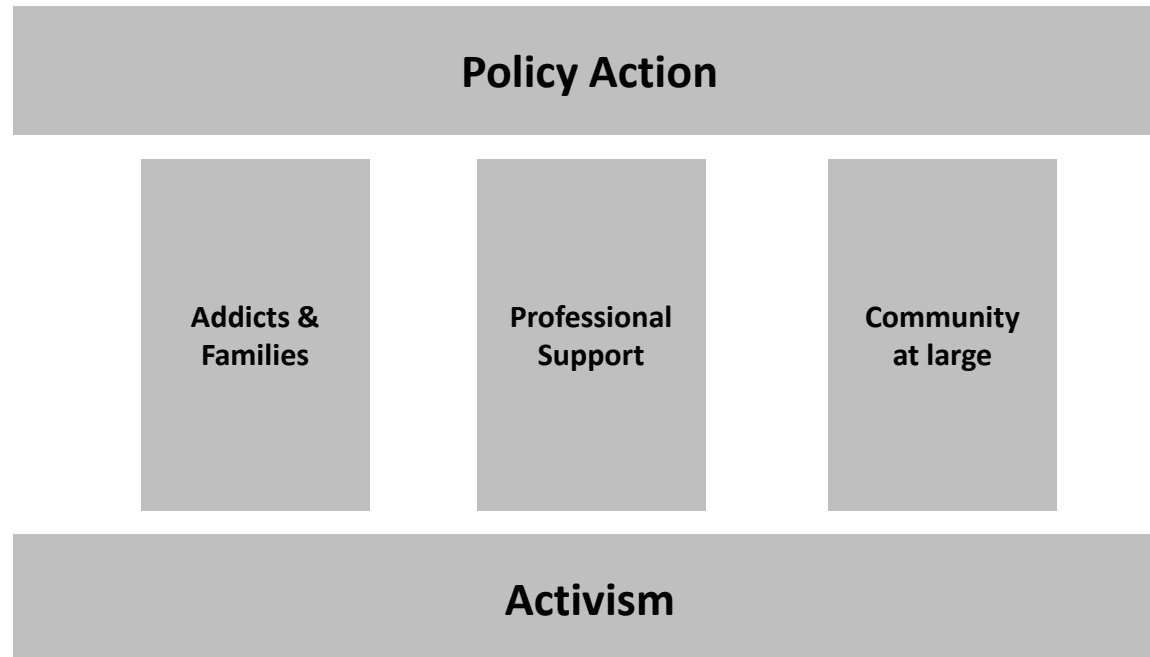 Policy Action
Addicts &
Families
Professional
Support
Community
at large
Activism